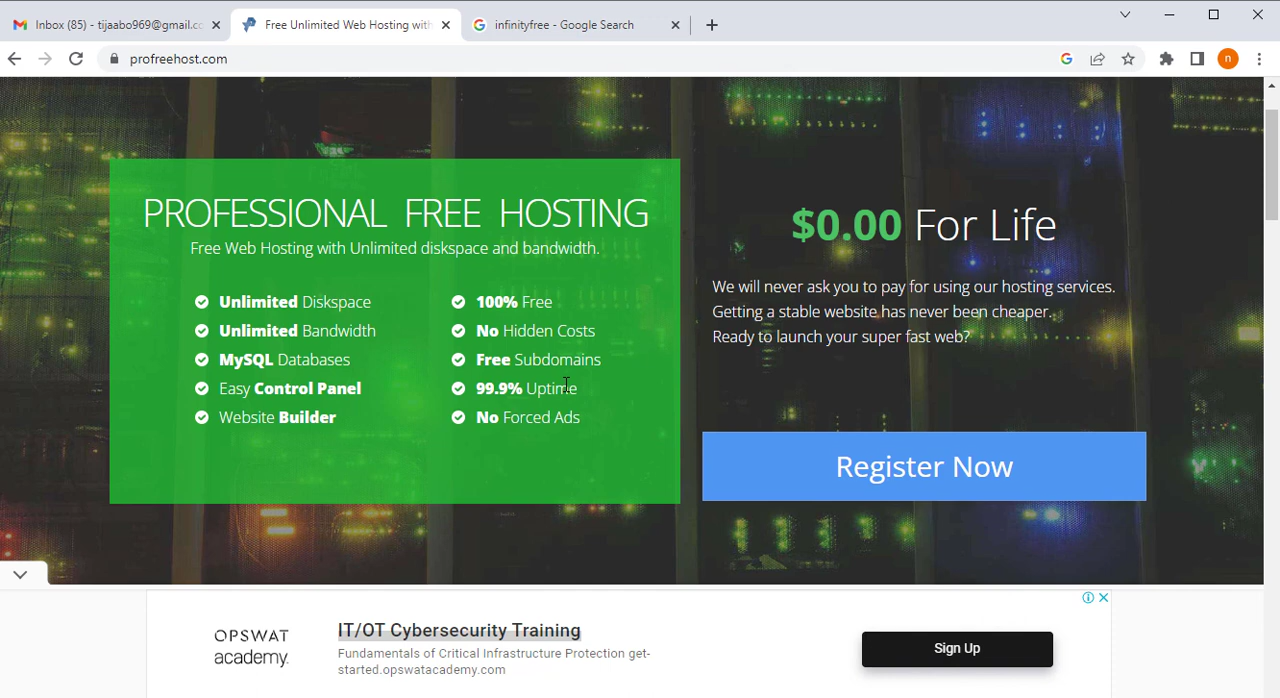 Inbox (85) - tijaabo969@gmail.cc
Free Unlimited Web Hosting with
infinityfree - Google Search
profreehost.com
n
PROFESSIONAL FREE HOSTING
Free Web Hosting with Unlimited diskspace and bandwidth.
Unlimited Diskspace
100% Free
Unlimited Bandwidth
No Hidden Costs
MySQL Databases
Free Subdomains
Easy Control Panel
99.9% Uptime
Website Builder
No Forced Ads
$0.00 For Life
We will never ask you to pay for using our hosting services.
Getting a stable website has never been cheaper.
Ready to launch your super fast web?
Register Now
OPSWAT
academy.
IT/OT Cybersecurity Training
Fundamentals of Critical Infrastructure Protection get-
started.opswatacademy.com
Sign Up